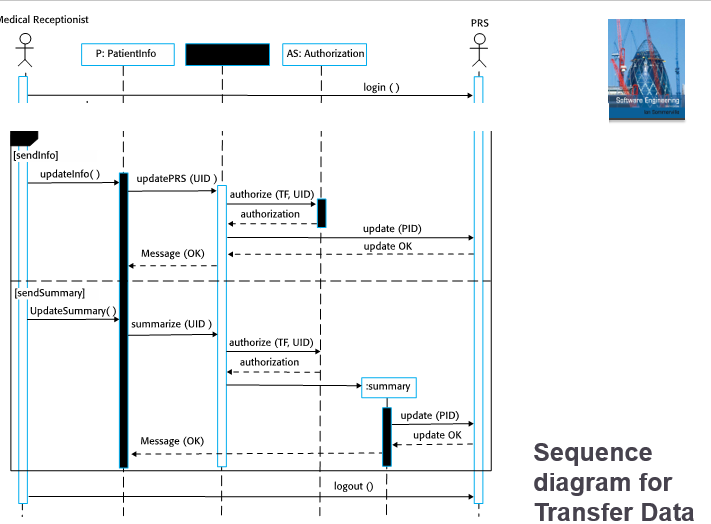 Medical Receptionist
PRS
P: PatientInfo
AS: Authorization
login ( )
Software Engineering
[sendInfo]
updateInfo( )
updatePRS (UID )
authorize (TF, UID)
authorization
update (PID)
update OK
Message (OK)
[sendSummary]
UpdateSummary( )
summarize (UID )
authorize (TF, UID)
authorization
:summary
update (PID)
update OK
Message (OK)
logout ()
Sequence
diagram for
Transfer Data